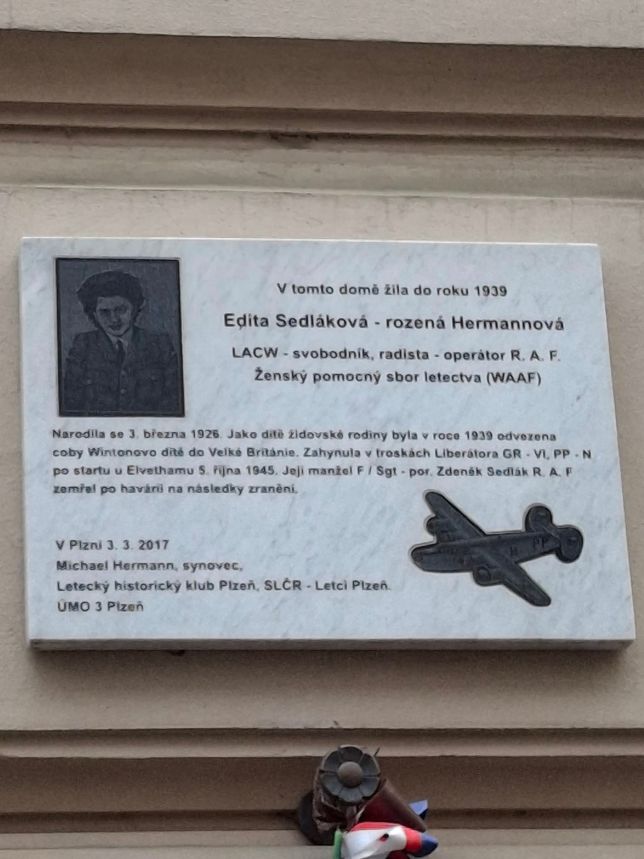 V tomto domě žila do roku 1939
Edita Sedláková - rozená Hermannová
LACW - svobodník, radista - operátor R. A. F.
Ženský pomocný sbor letectva (WAAF)
Narodila se 3. března 1926. Jako dítě židovské rodiny byla v roce 1939 odvezena
coby Wintonovo dítě do Velké Británie. Zahynula v troskách Liberátora GR - VI, PP - N
po startu u Elvethamu 5. října 1945. Její manžel F / Sgt - por. Zdeněk Sedlák R. A. F
zemřel po havárii na následky zranění.
V Plzni 3. 3. 2017
Michael Hermann, synovec,
Letecký historický klub Plzeň, SLČR - Letci Plzeň.
ÚMO 3 Plzeň